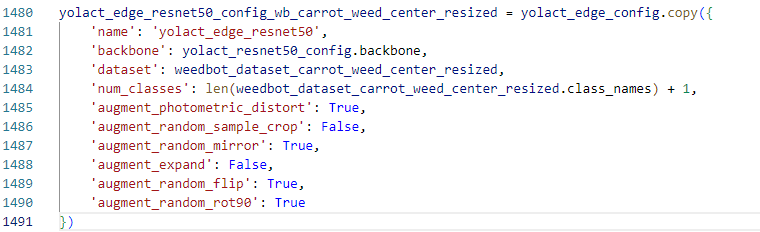 1480 yolact_edge_resnet50_config_wb_carrot_weed_center_resized = yolact_edge_config.copy({
1481     'name': 'yolact_edge_resnet50',
1482     'backbone': yolact_resnet50_config.backbone,
1483     'dataset': weedbot_dataset_carrot_weed_center_resized,
1484     'num_classes': len(weedbot_dataset_carrot_weed_center_resized.class_names) + 1,
1485     'augment_photometric_distort': True,
1486     'augment_random_sample_crop': False,
1487     'augment_random_mirror': True,
1488     'augment_expand': False,
1489     'augment_random_flip': True,
1490     'augment_random_rot90': True
1491 })